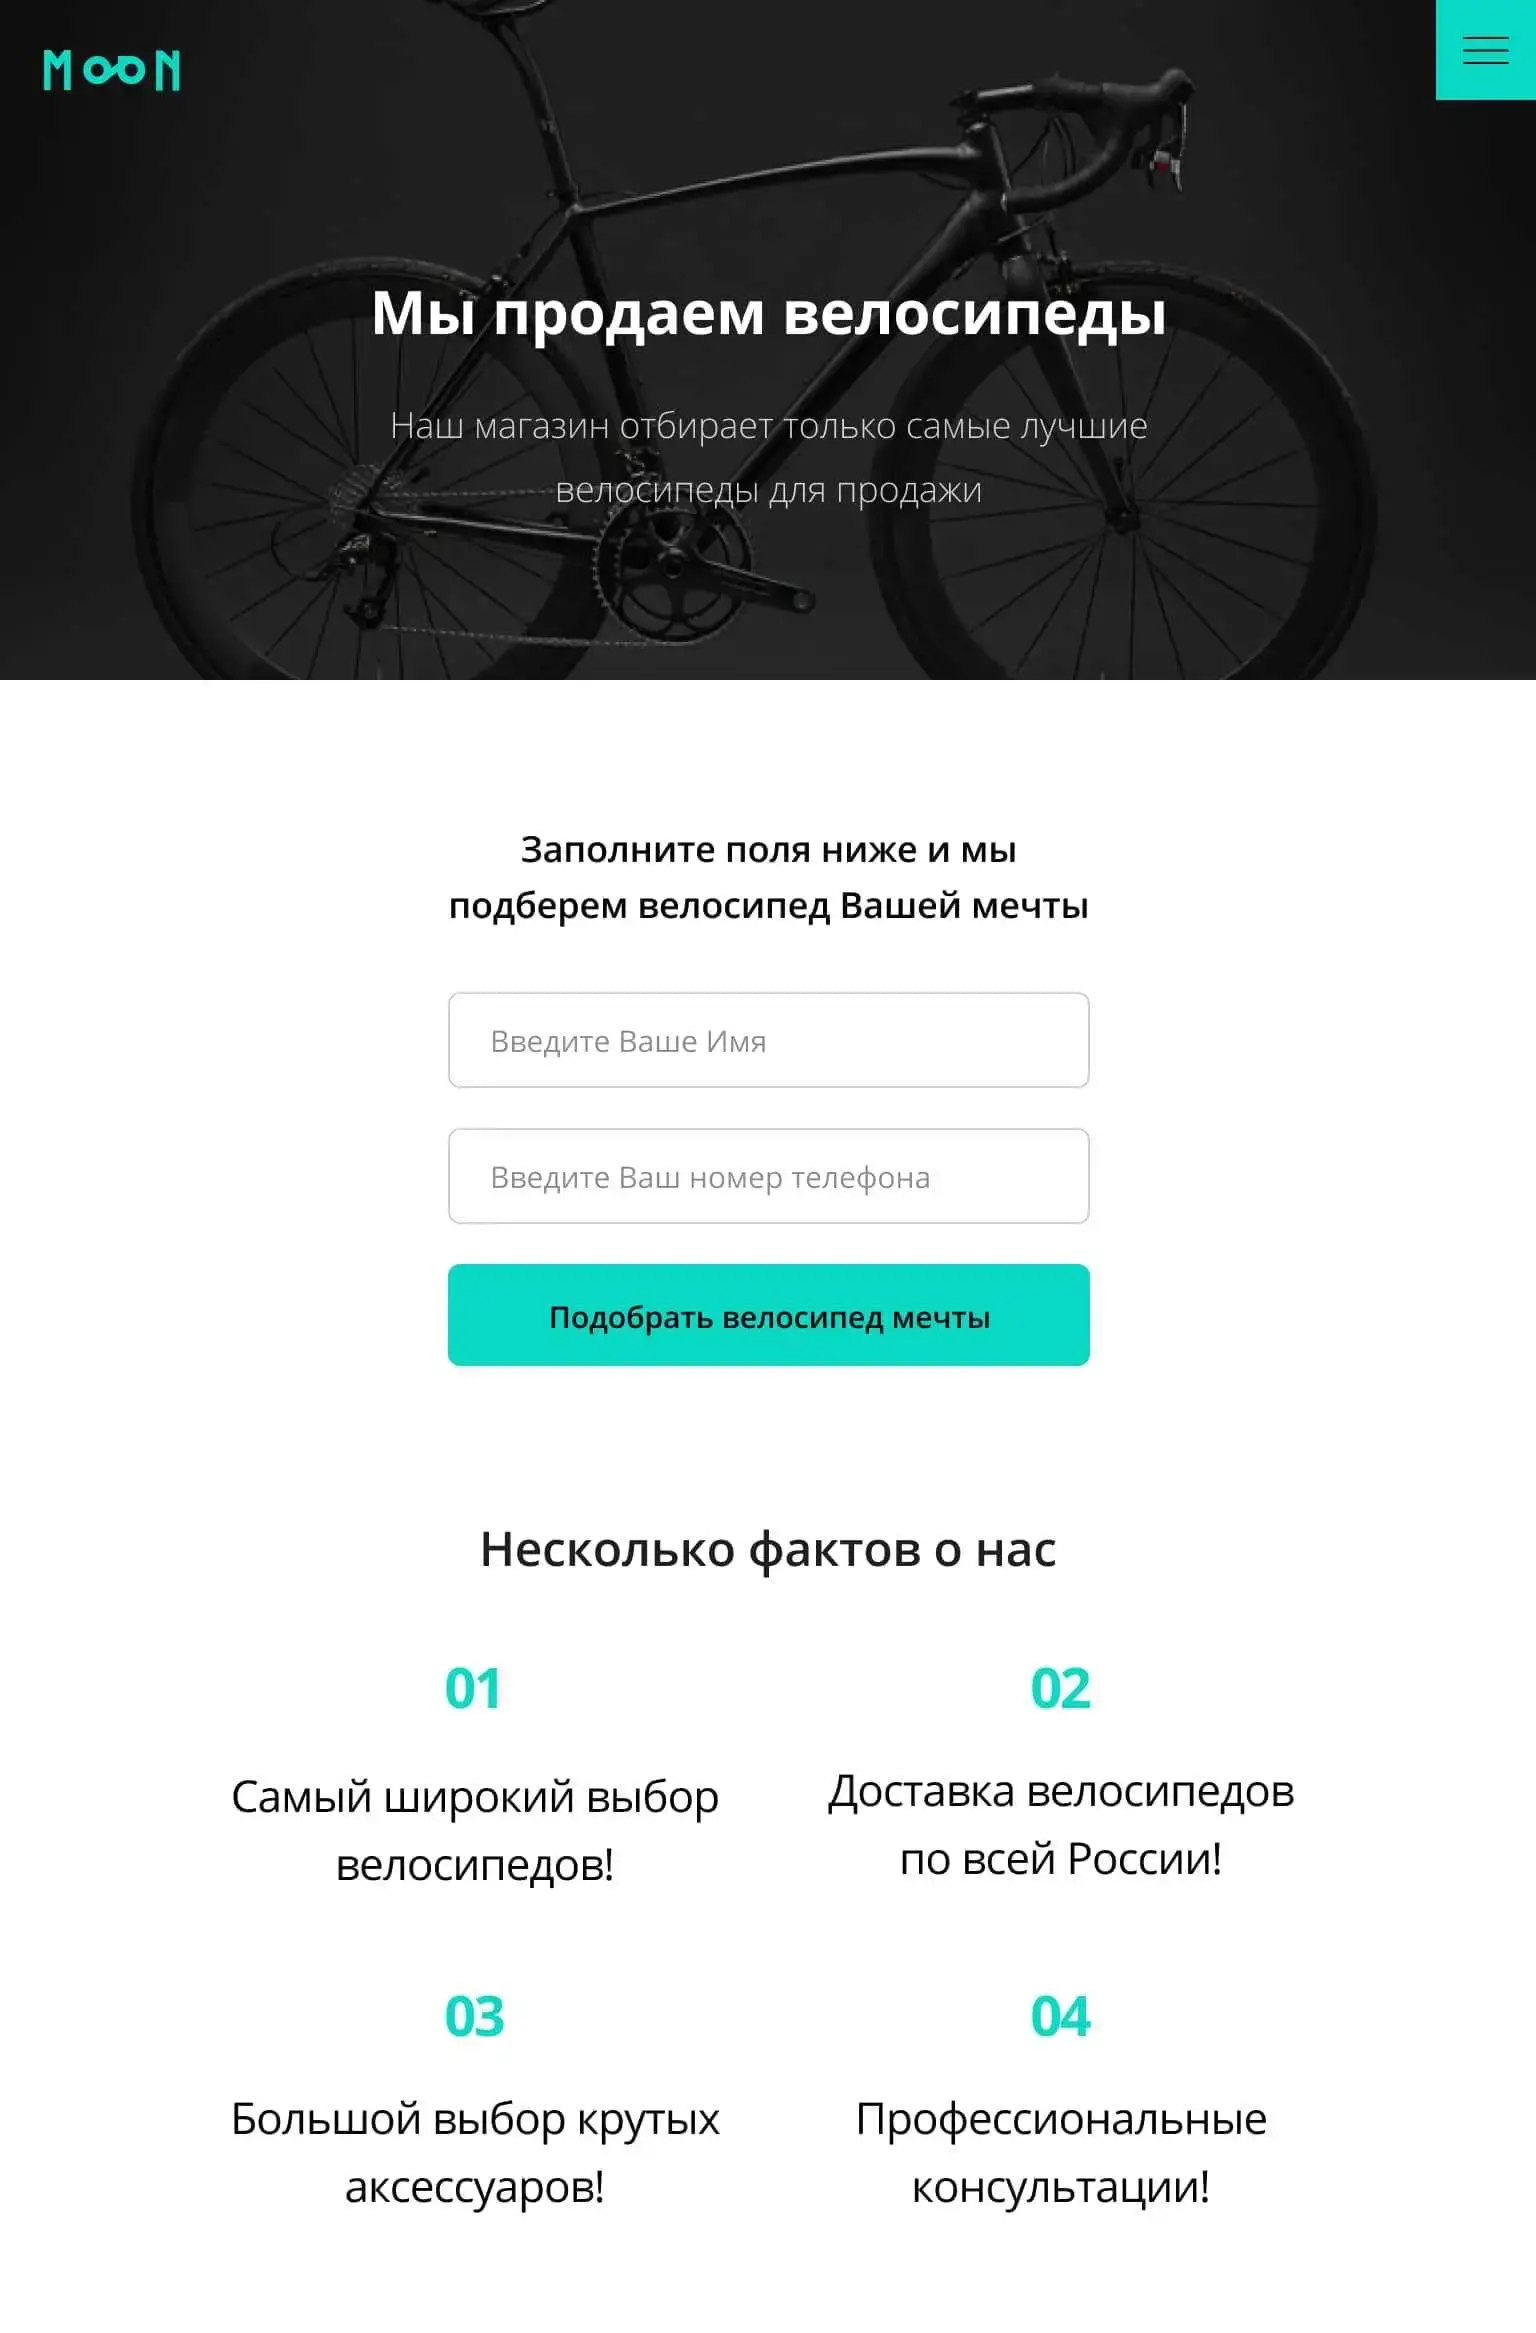 MOON
Мы продаем велосипеды
Наш магазин отбирает только самые лучшие
велосипеды для продажи
Заполните поля ниже и мы
подберем велосипед Вашей мечты
Введите Ваше Имя
Введите Ваш номер телефона
Подобрать велосипед мечты
Несколько фактов о нас
01
Самый широкий выбор
велосипедов!
02
Доставка велосипедов
по всей России!
03
Большой выбор крутых
аксессуаров!
04
Профессиональные
консультации!